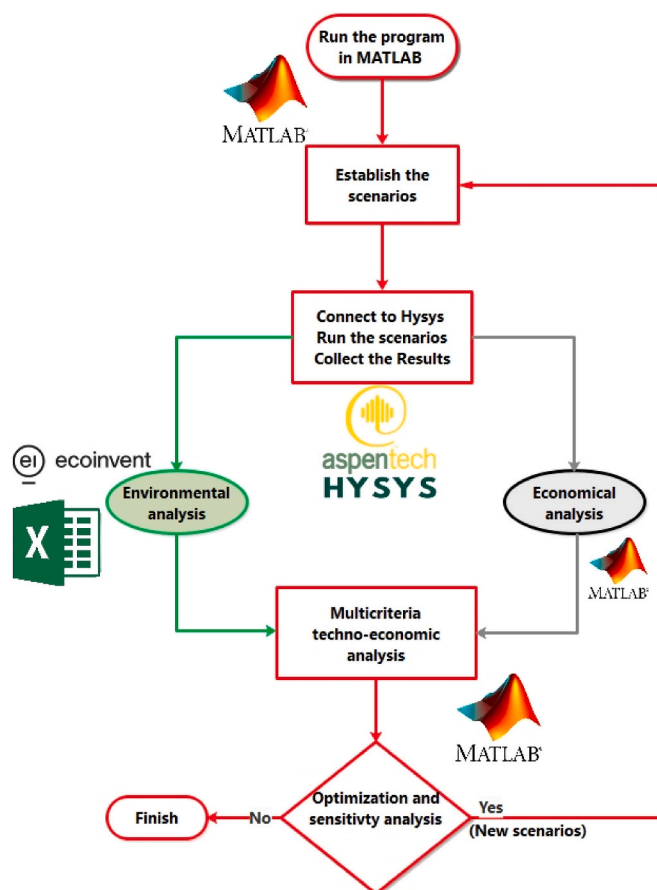 Run the program
in MATLAB
MATLAB®
Establish the
scenarios
Connect to Hysys
Run the scenarios
Collect the Results
aspentech
HYSYS
ei ecoinvent
Environmental
analysis
X
Economical
analysis
MATLAB®
Multicriteria
techno-economic
analysis
MATLAB®
Optimization and
sensitivty analysis
Yes
(New scenarios)
No
Finish